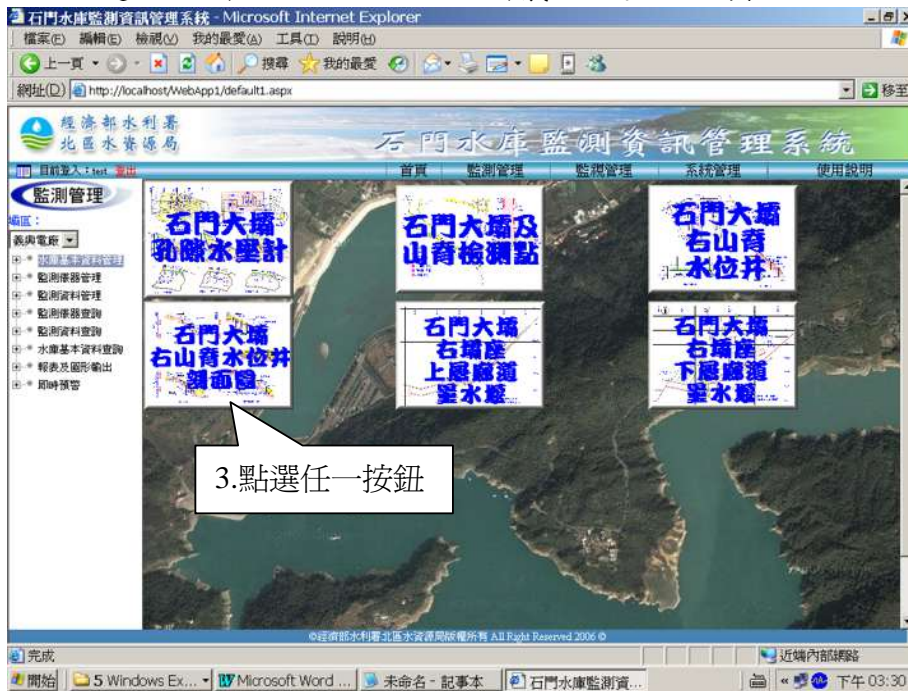 石門水庫監測資訊管理系統 - Microsoft Internet Explorer
檔案(F) 編輯(E) 檢視(V) 我的最愛(A) 工具(T) 說明(H)
上一頁 搜尋 我的最愛
網址(D) http://localhost/WebApp1/default1.aspx 移至
經濟部水利署
北區水資源局
石門水庫監測資訊管理系統
目前登入：test 登出 首頁 監測管理 監視管理 系統管理 使用說明
監測管理
壩區：
義興電廠
水庫基本資料管理
監測儀器管理
監測資料管理
監測儀器查詢
監測資料查詢
水庫基本資料查詢
報表及圖形輸出
即時預警
石門大壩
孔隙水壓計
石門大壩及
山脊檢測點
石門大壩
右山脊
水位井
石門大壩
右山脊水位井
剖面圖
石門大壩
右壩座
上層廊道
量水堰
石門大壩
右壩座
下層廊道
量水堰
3.點選任一按鈕
©經濟部水利署北區水資源局版權所有 All Right Reserved 2006 ©
完成 近端內部網路
開始 5 Windows Ex... Microsoft Word ... 未命名 - 記事本 石門水庫監測資... 下午 03:30